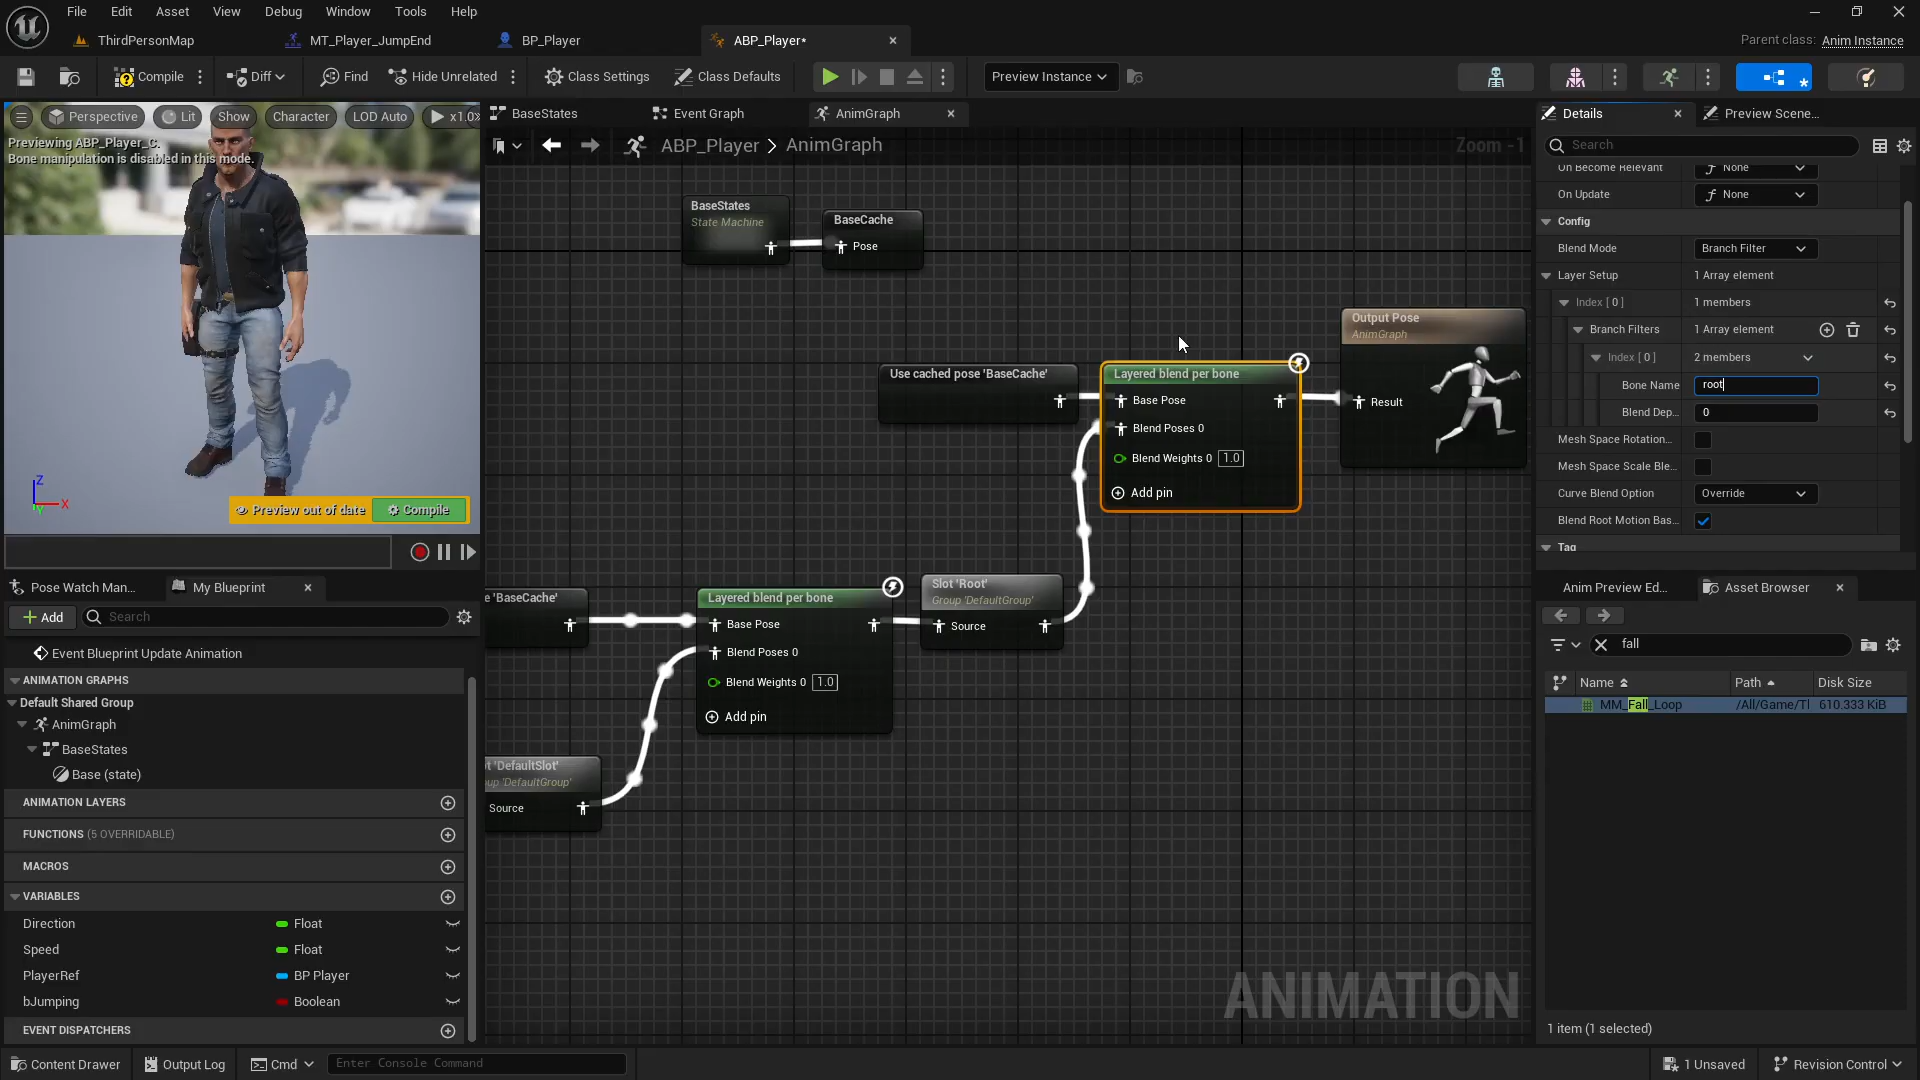 File Edit Asset View Debug Window Tools Help
ThirdPersonMap MT_Player_JumpEnd BP_Player ABP_Player* Parent class: Anim Instance
Compile Diff Find Hide Unrelated Class Settings Class Defaults Preview Instance
Perspective Lit Show Character LOD Auto x1.0
Previewing ABP_Player_C.
Bone manipulation is disabled in this mode.
Z
X
Y
Preview out of date Compile
BaseStates Event Graph AnimGraph
ABP_Player > AnimGraph Zoom -1
BaseStates
State Machine
BaseCache
Pose
Use cached pose 'BaseCache'
Layered blend per bone
Base Pose
Blend Poses 0
Blend Weights 0 1.0
Add pin
Output Pose
AnimGraph
Result
e 'BaseCache'
Layered blend per bone
Base Pose
Blend Poses 0
Blend Weights 0 1.0
Add pin
Slot 'Root'
Group 'DefaultGroup'
Source
t 'DefaultSlot'
up 'DefaultGroup'
Source
ANIMATION
Details Preview Scene...
Search
On Become Relevant None
On Update None
Config
Blend Mode Branch Filter
Layer Setup 1 Array element
Index [ 0 ] 1 members
Branch Filters 1 Array element
Index [ 0 ] 2 members
Bone Name root
Blend Dep... 0
Mesh Space Rotation...
Mesh Space Scale Ble...
Curve Blend Option Override
Blend Root Motion Bas...
Tag
Anim Preview Ed... Asset Browser
fall
Name Path Disk Size
MM_Fall_Loop /All/Game/Tl 610.333 KiB
1 item (1 selected)
Pose Watch Man... My Blueprint
Add Search
Event Blueprint Update Animation
ANIMATION GRAPHS
Default Shared Group
AnimGraph
BaseStates
Base (state)
ANIMATION LAYERS
FUNCTIONS (5 OVERRIDABLE)
MACROS
VARIABLES
Direction Float
Speed Float
PlayerRef BP Player
bJumping Boolean
EVENT DISPATCHERS
Content Drawer Output Log Cmd Enter Console Command 1 Unsaved Revision Control